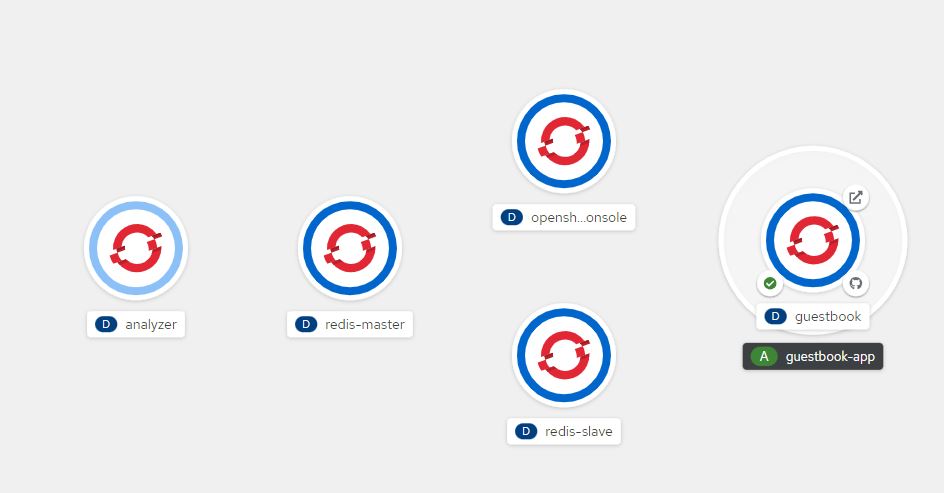 D analyzer
D redis-master
D opensh...onsole
D redis-slave
D guestbook
A guestbook-app